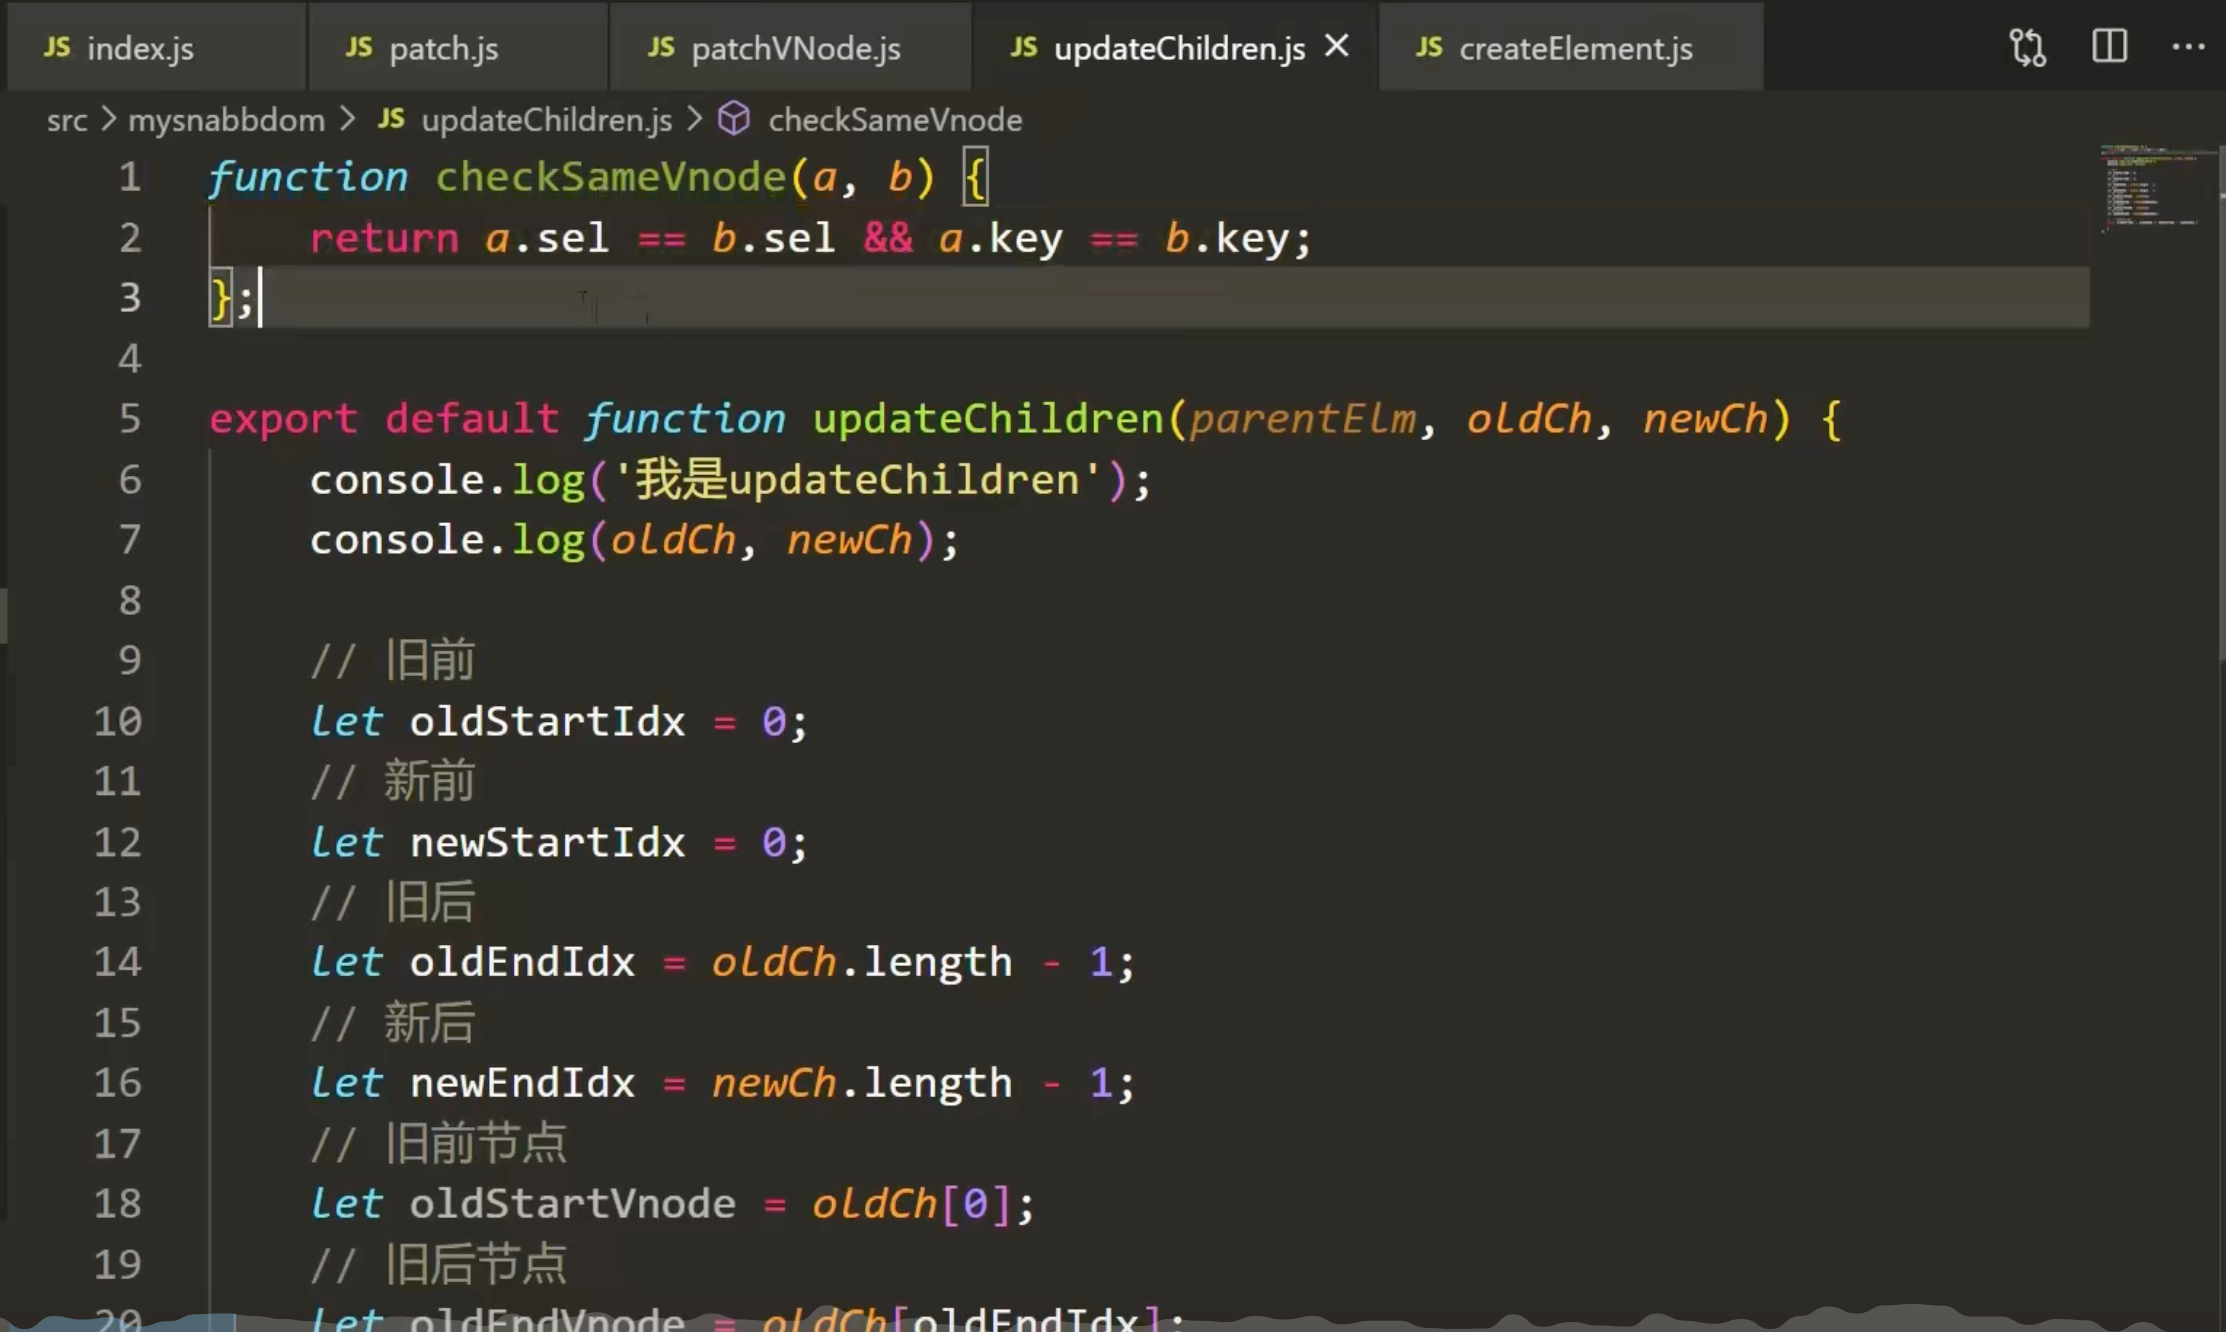 JS index.js JS patch.js JS patchVNode.js JS updateChildren.js JS createElement.js
src > mysnabbdom > JS updateChildren.js > checkSameVnode
1 function checkSameVnode(a, b) {
2 return a.sel == b.sel && a.key == b.key;
3 };
4
5 export default function updateChildren(parentElm, oldCh, newCh) {
6 console.log('我是updateChildren');
7 console.log(oldCh, newCh);
8
9 // 旧前
10 let oldStartIdx = 0;
11 // 新前
12 let newStartIdx = 0;
13 // 旧后
14 let oldEndIdx = oldCh.length - 1;
15 // 新后
16 let newEndIdx = newCh.length - 1;
17 // 旧前节点
18 let oldStartVnode = oldCh[0];
19 // 旧后节点
20 let oldEndVnode = oldCh[oldEndIdx];